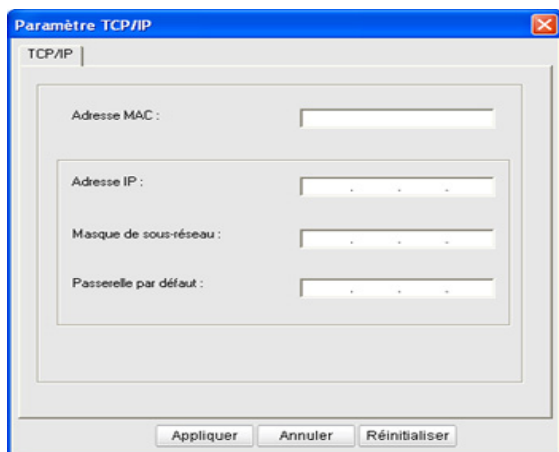 Paramètre TCP/IP
TCP/IP
Adresse MAC :
Adresse IP :
. . .
Masque de sous-réseau :
. . .
Passerelle par défaut :
. . .
Appliquer Annuler Réinitialiser